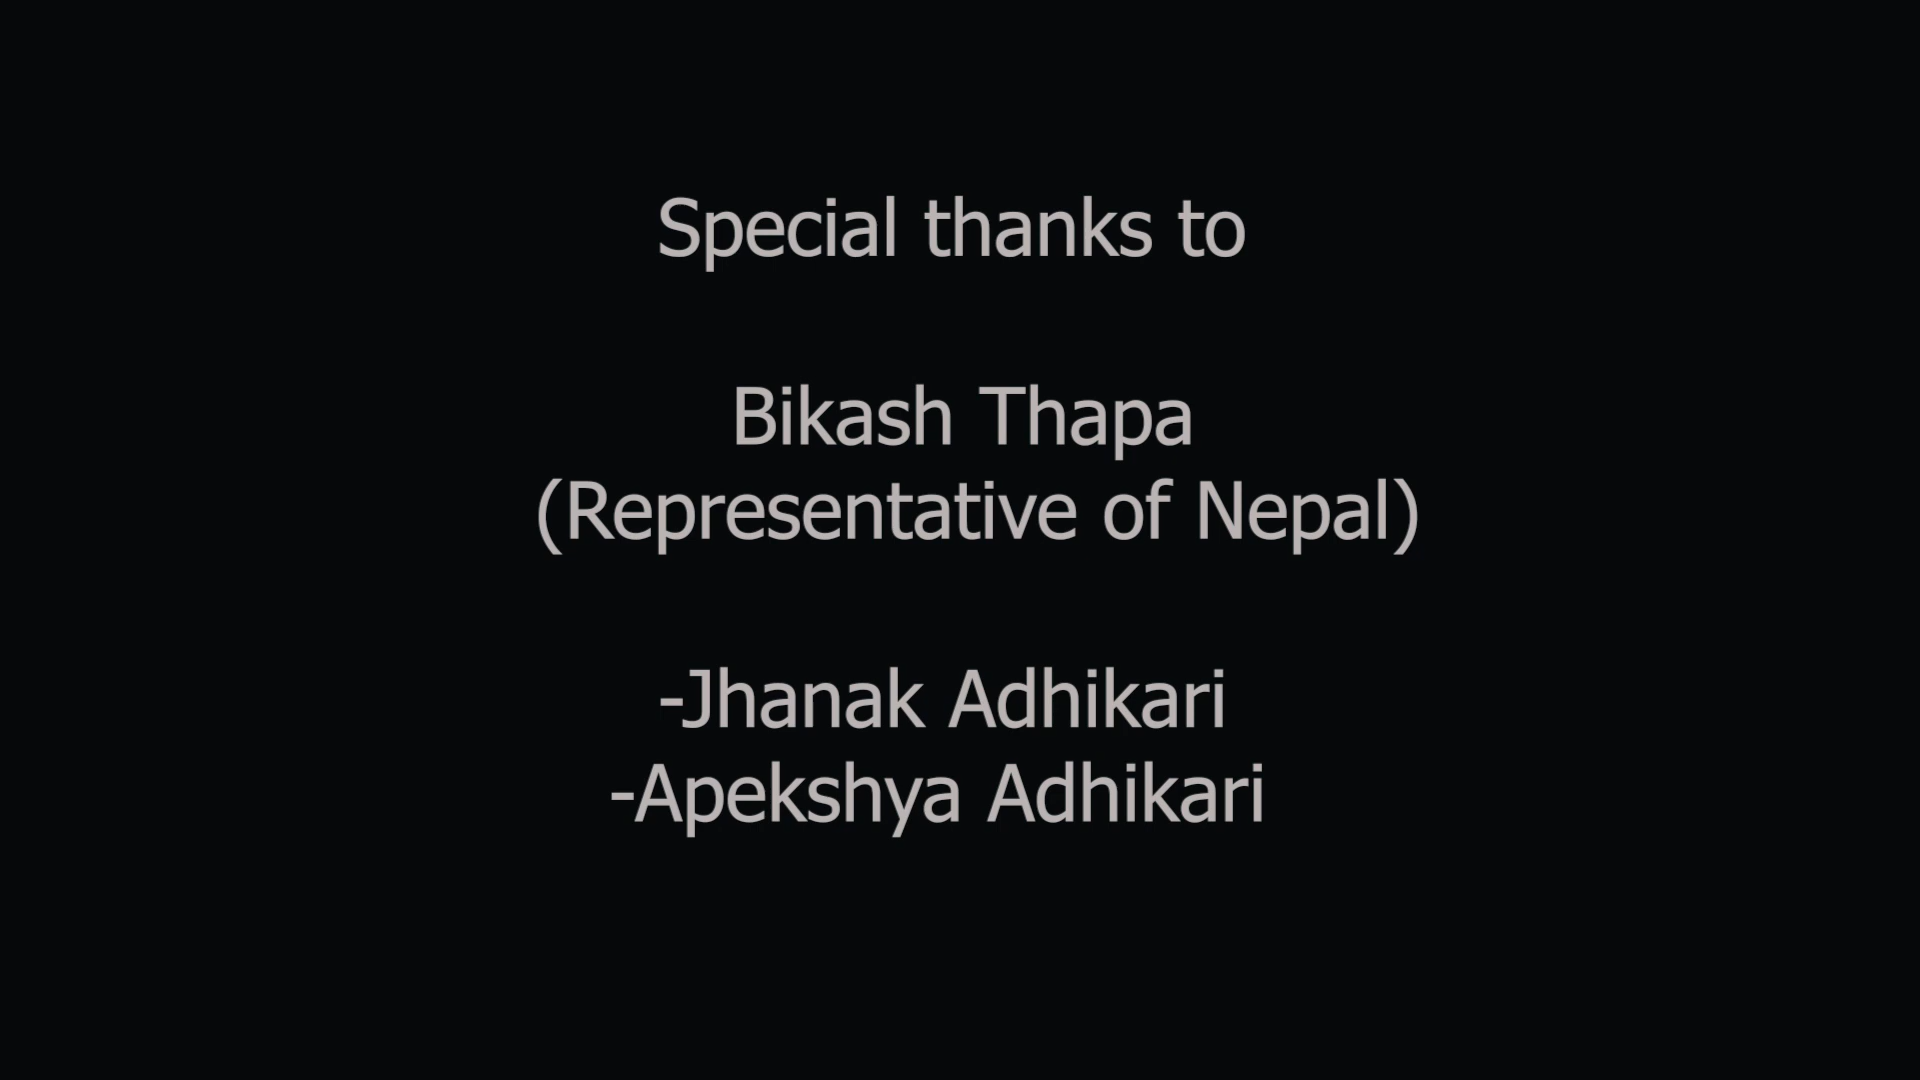 Special thanks to
Bikash Thapa
(Representative of Nepal)
-Jhanak Adhikari
-Apekshya Adhikari